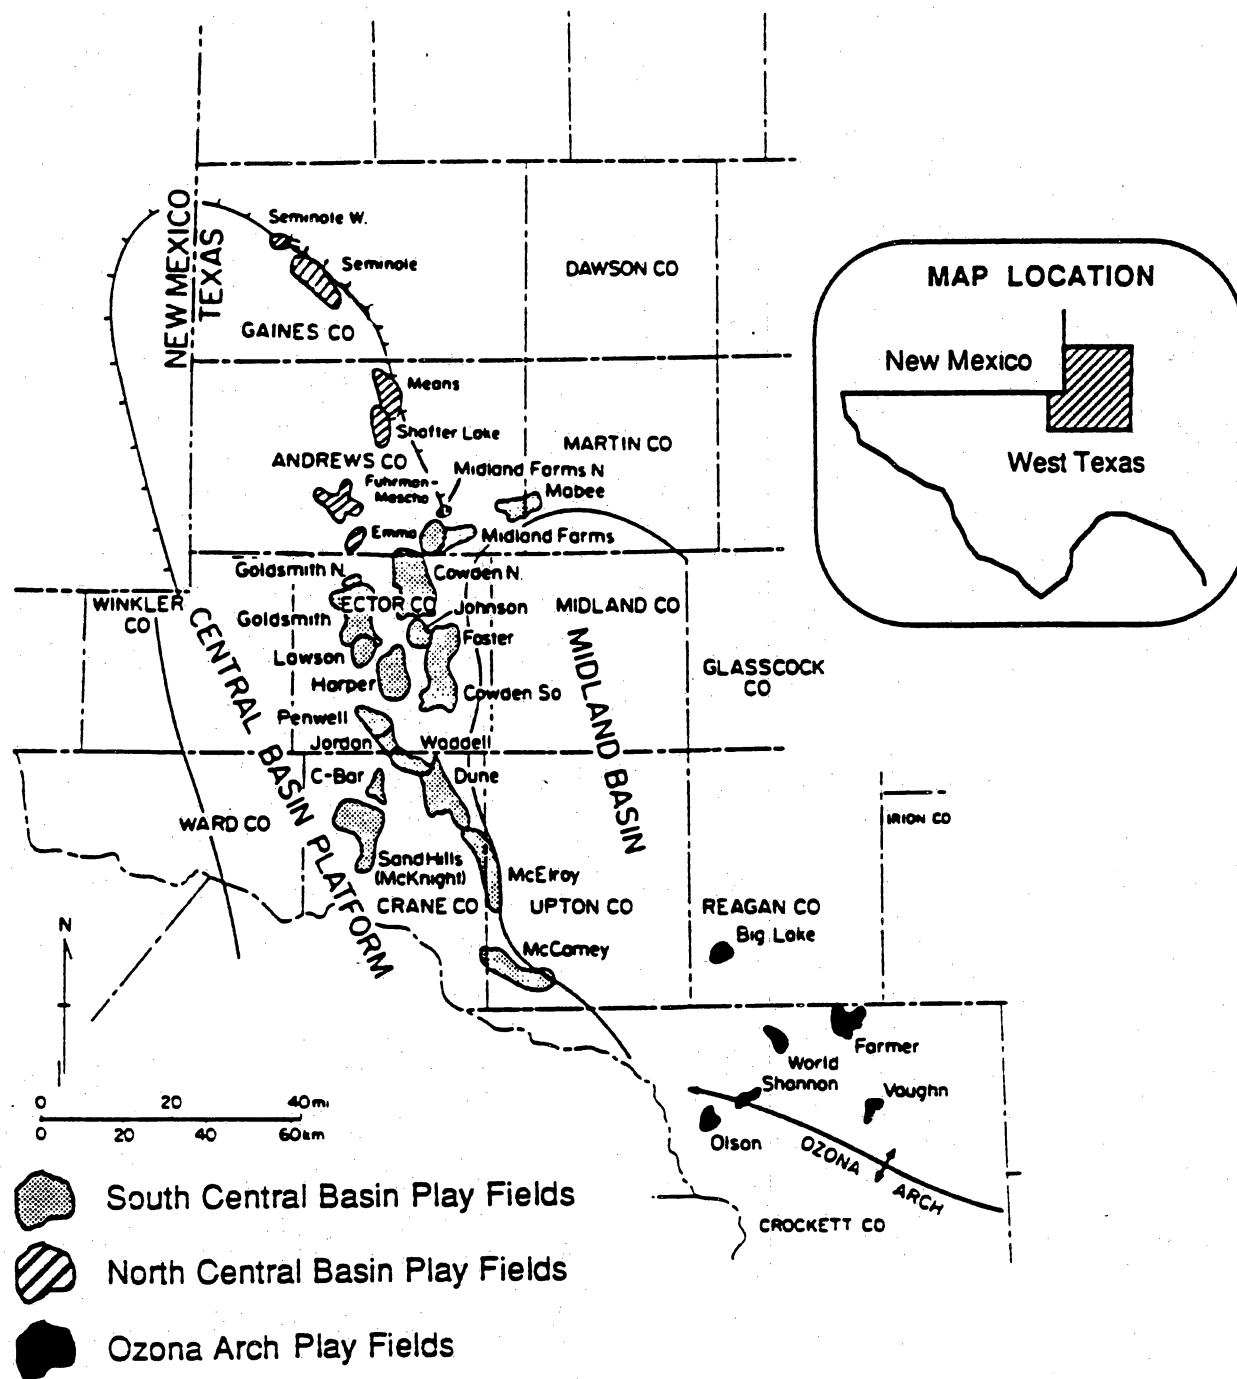 NEW MEXICO
TEXAS
Seminole W.
Seminole
DAWSON CO
GAINES CO
MAP LOCATION
New Mexico
West Texas
Means
Shafter Lake
MARTIN CO
ANDREWS CO
Midland Farms N
Fuhrman-
Mascho
Mabee
Emma
Midland Farms
Goldsmith N.
Cowden N.
WINKLER
CO
ECTOR CO
Johnson
MIDLAND CO
Goldsmith
Foster
Lawson
GLASSCOCK
CO
Harper
Cowden So
CENTRAL BASIN PLATFORM
MIDLAND BASIN
Penwell
Jordan
Waddell
C-Bar
Dune
WARD CO
IRION CO
Sand Hills
(McKnight)
McElroy
CRANE CO
UPTON CO
REAGAN CO
Big Lake
N
McCamey
World
Farmer
Shannon
Vaughn
Olson
OZONA
ARCH
CROCKETT CO
0 20 40mi
0 20 40 60km
South Central Basin Play Fields
North Central Basin Play Fields
Ozona Arch Play Fields